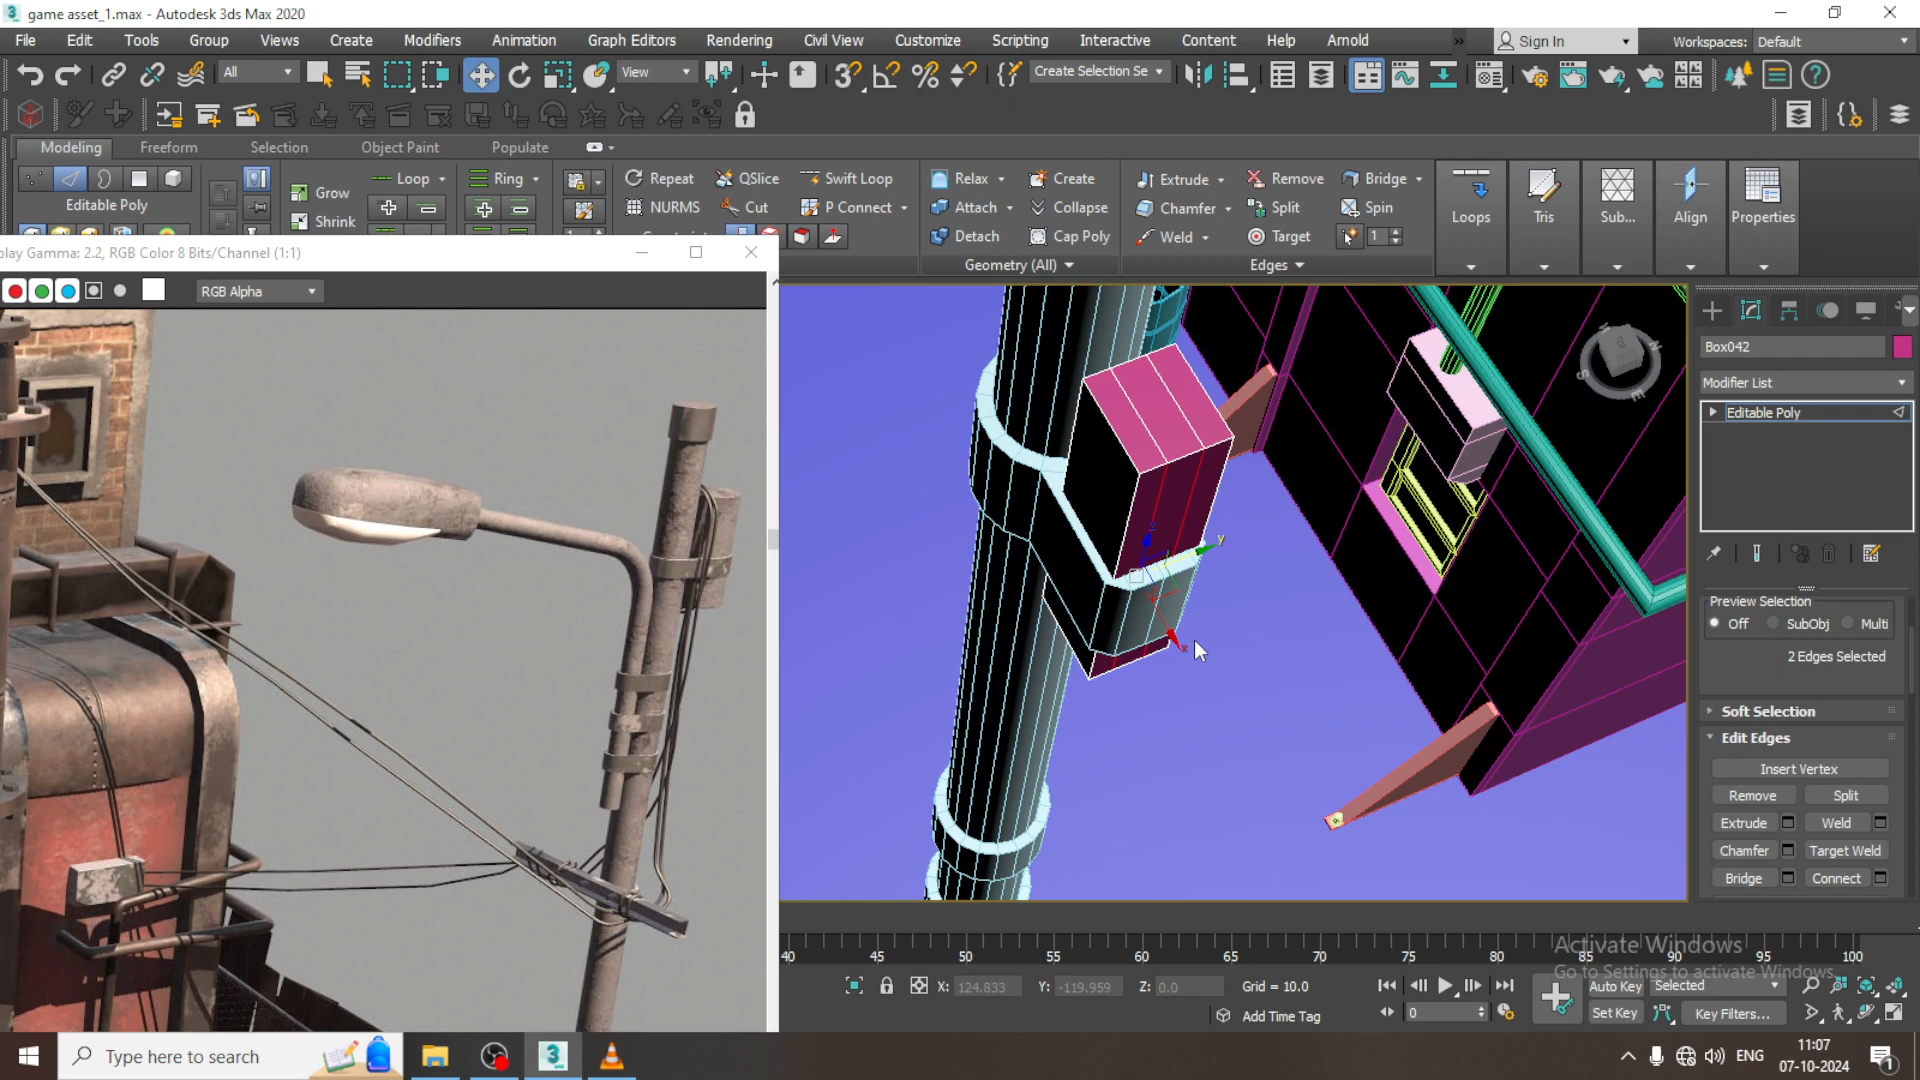 game asset_1.max - Autodesk 3ds Max 2020
File Edit Tools Group Views Create Modifiers Animation Graph Editors Rendering Civil View Customize Scripting Interactive Content Help Arnold Sign In Workspaces: Default
All View Create Selection Se
Modeling Freeform Selection Object Paint Populate
Loop Ring Repeat QSlice Swift Loop Relax Create Extrude Remove Bridge
Grow NURMS Cut P Connect Attach Collapse Chamfer Split Spin
Editable Poly Shrink Detach Cap Poly Weld Target 1
Loops Tris Sub... Align Properties
Geometry (All) Edges
play Gamma: 2.2, RGB Color 8 Bits/Channel (1:1)
RGB Alpha
Box042
Modifier List
Editable Poly
Preview Selection
Off SubObj Multi
2 Edges Selected
Soft Selection
Edit Edges
Insert Vertex
Remove Split
Extrude Weld
Chamfer Target Weld
Bridge Connect
z y x
40 45 50 55 60 65 70 75 80 85 90 95 100
Activate Windows
Go to Settings to activate Windows.
X: 124.833 Y: -119.959 Z: 0.0 Grid = 10.0 Auto Key Selected
Add Time Tag 0 Set Key Key Filters...
Type here to search
ENG
11:07
07-10-2024
1